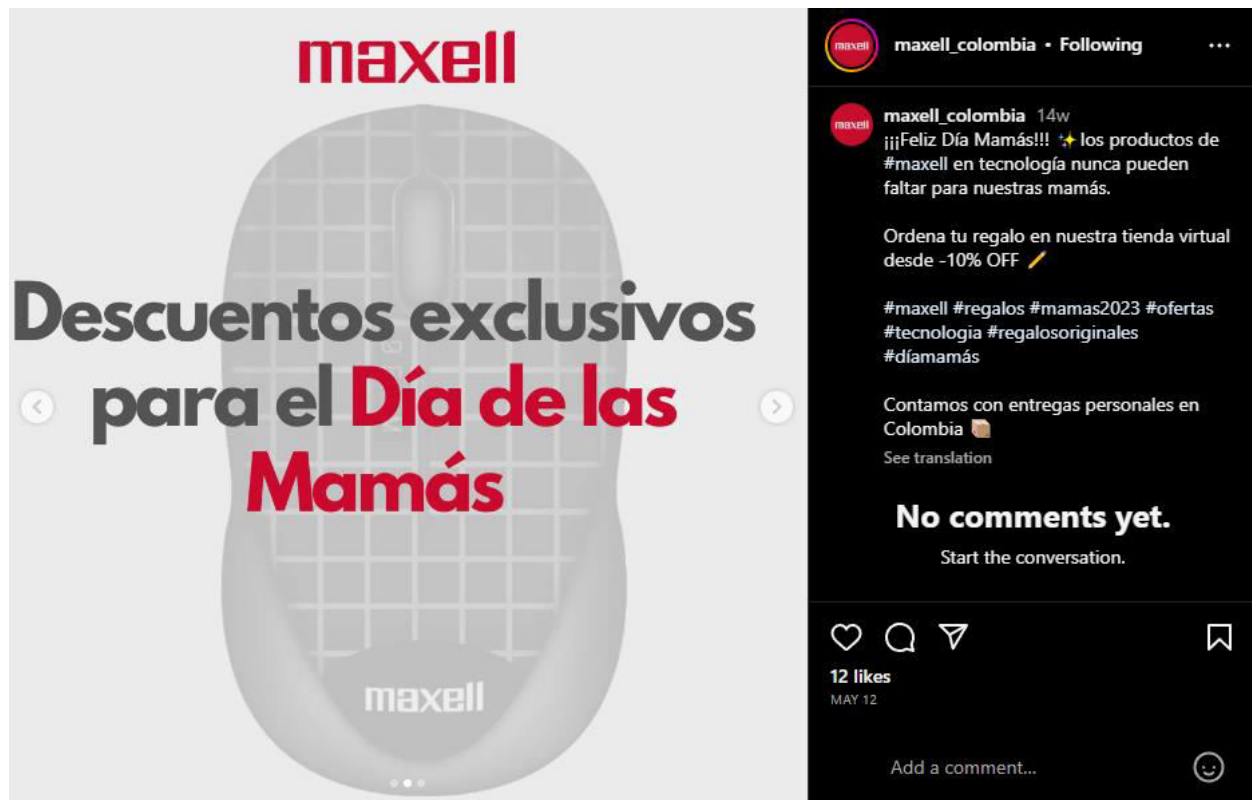 maxell
Descuentos exclusivos
para el Día de las
Mamás
maxell
maxell
maxell_colombia • Following
maxell
maxell_colombia 14w
¡¡¡Feliz Día Mamás!!! ✨ los productos de
#maxell en tecnología nunca pueden
faltar para nuestras mamás.
Ordena tu regalo en nuestra tienda virtual
desde -10% OFF
#maxell #regalos #mamas2023 #ofertas
#tecnologia #regalosoriginales
#díamamás
Contamos con entregas personales en
Colombia 📦
See translation
No comments yet.
Start the conversation.
12 likes
MAY 12
Add a comment...